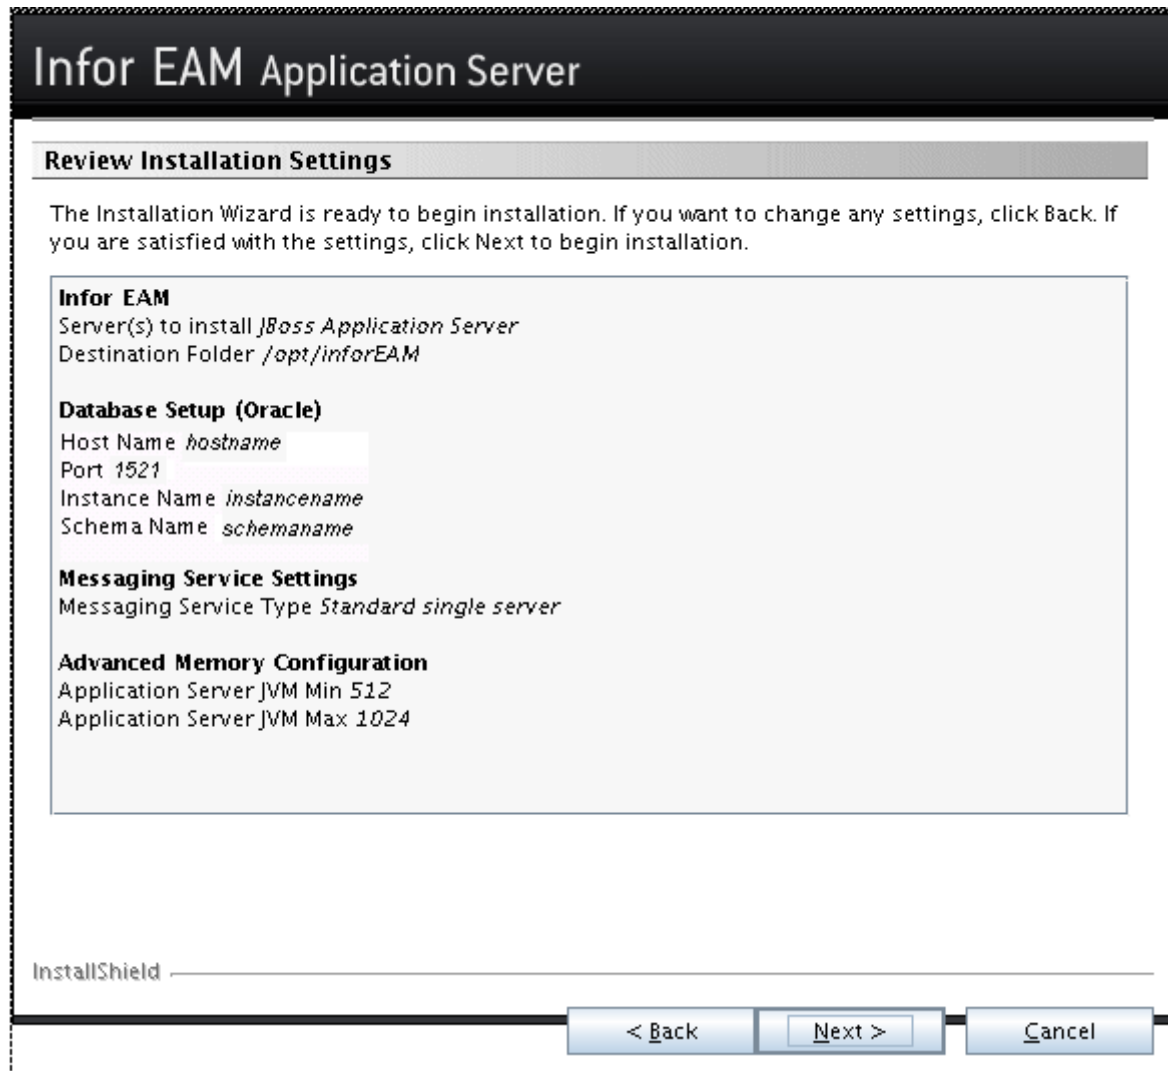 Infor EAM Application Server
Review Installation Settings
The Installation Wizard is ready to begin installation. If you want to change any settings, click Back. If
you are satisfied with the settings, click Next to begin installation.
Infor EAM
Server(s) to install JBoss Application Server
Destination Folder /opt/inforEAM
Database Setup (Oracle)
Host Name hostname
Port 1521
Instance Name instancename
Schema Name schemaname
Messaging Service Settings
Messaging Service Type Standard single server
Advanced Memory Configuration
Application Server JVM Min 512
Application Server JVM Max 1024
InstallShield
< Back Next > Cancel